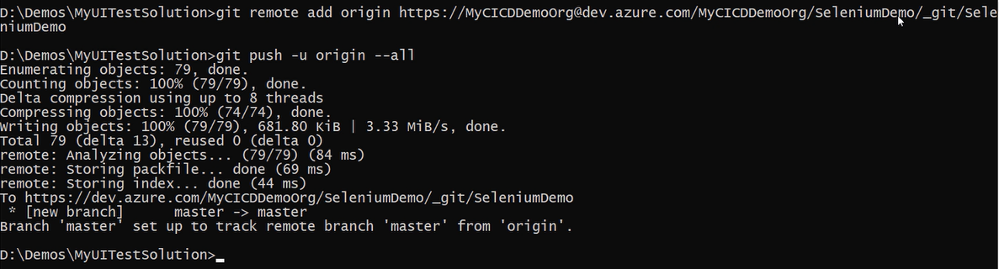 D:\Demos\MyUITestSolution>git remote add origin https://MyCICDDemoOrg@dev.azure.com/MyCICDDemoOrg/SeleniumDemo/_git/Sele
niumDemo
D:\Demos\MyUITestSolution>git push -u origin --all
Enumerating objects: 79, done.
Counting objects: 100% (79/79), done.
Delta compression using up to 8 threads
Compressing objects: 100% (74/74), done.
Writing objects: 100% (79/79), 681.80 KiB | 3.33 MiB/s, done.
Total 79 (delta 13), reused 0 (delta 0)
remote: Analyzing objects... (79/79) (84 ms)
remote: Storing packfile... done (69 ms)
remote: Storing index... done (44 ms)
To https://dev.azure.com/MyCICDDemoOrg/SeleniumDemo/_git/SeleniumDemo
 * [new branch]      master -> master
Branch 'master' set up to track remote branch 'master' from 'origin'.
D:\Demos\MyUITestSolution>